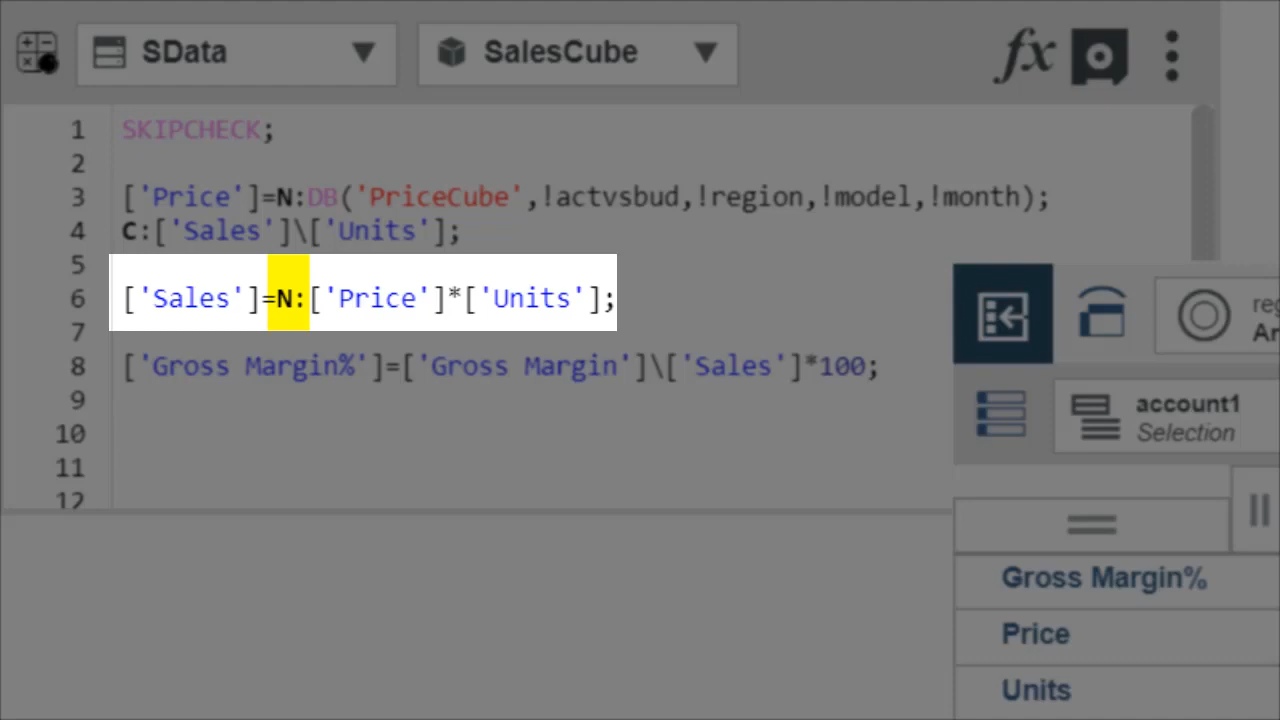 SData
SalesCube
fx
1 SKIPCHECK;
2
3 ['Price']=N:DB('PriceCube',!actvsbud,!region,!model,!month);
4 C:['Sales']\['Units'];
5
6 ['Sales']=N:['Price']*['Units'];
7
8 ['Gross Margin%']=['Gross Margin']\['Sales']*100;
9
10
11
12
reg
Ar
account1
Selection
Gross Margin%
Price
Units